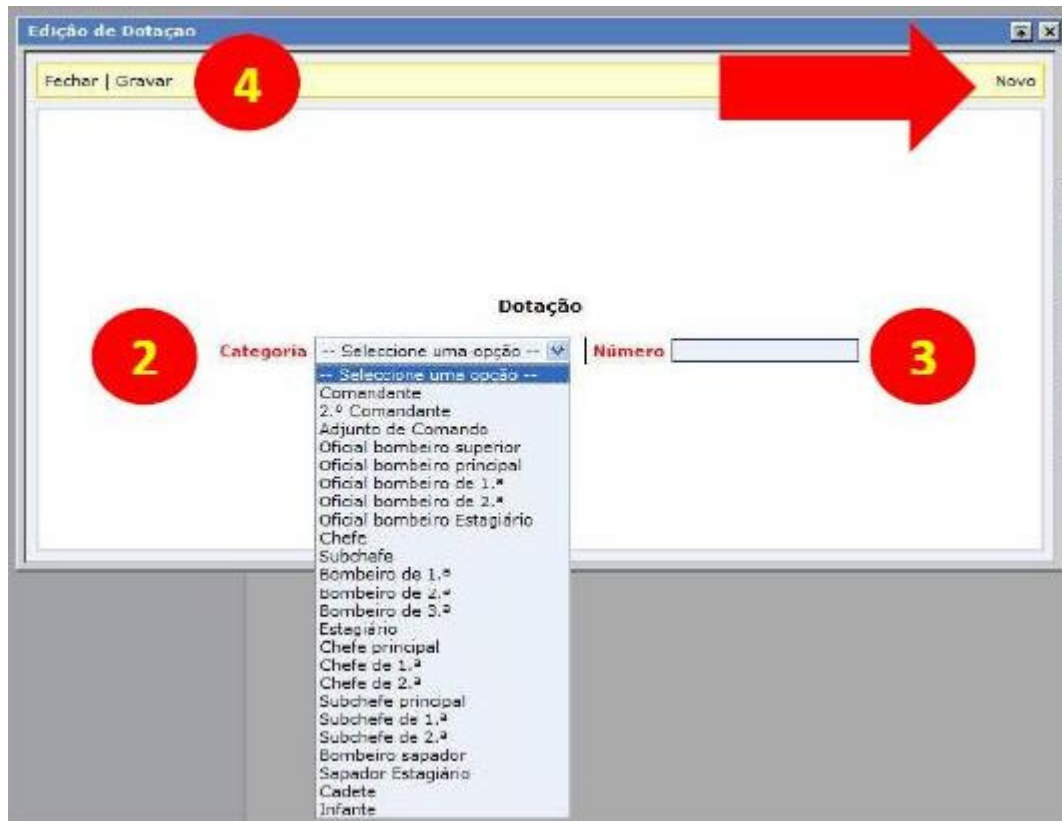 Edição de Dotação
Fechar | Gravar
4
Novo
Dotação
2
Categoria
-- Seleccione uma opção --
Número
3
-- Seleccione uma opção --
Comandante
2.º Comandante
Adjunto de Comando
Oficial bombeiro superior
Oficial bombeiro principal
Oficial bombeiro de 1.ª
Oficial bombeiro de 2.ª
Oficial bombeiro Estagiário
Chefe
Subchefe
Bombeiro de 1.ª
Bombeiro de 2.ª
Bombeiro de 3.ª
Estagiário
Chefe principal
Chefe de 1.ª
Chefe de 2.ª
Subchefe principal
Subchefe de 1.ª
Subchefe de 2.ª
Bombeiro sapador
Sapador Estagiário
Cadete
Infante